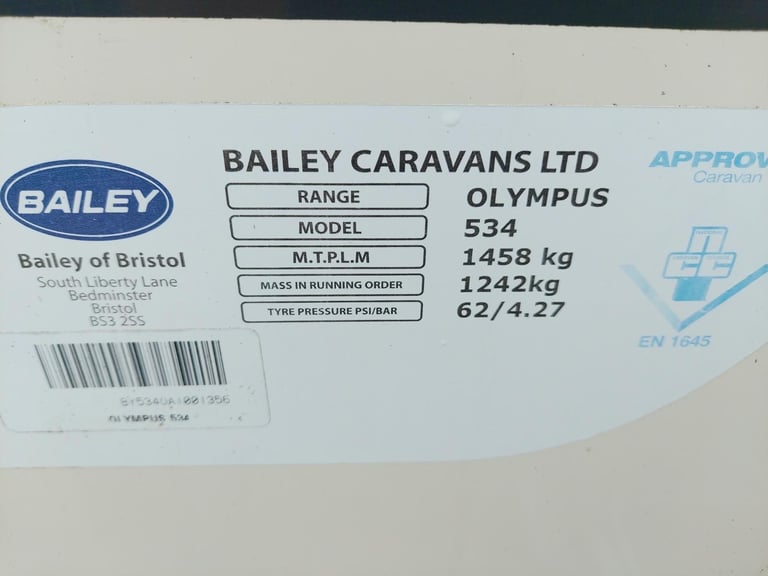 BAILEY CARAVANS LTD
RANGE OLYMPUS
MODEL 534
M.T.P.L.M 1458 kg
MASS IN RUNNING ORDER 1242kg
TYRE PRESSURE PSI/BAR 62/4.27
BAILEY
Bailey of Bristol
South Liberty Lane
Bedminster
Bristol
BS3 2SS
OLYMPUS 534
APPROV
Caravan
NCC
EN 1645